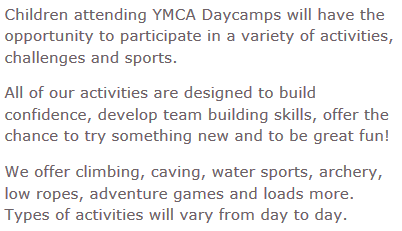 Children attending YMCA Daycamps will have the
opportunity to participate in a variety of activities,
challenges and sports.
All of our activities are designed to build
confidence, develop team building skills, offer the
chance to try something new and to be great fun!
We offer climbing, caving, water sports, archery,
low ropes, adventure games and loads more.
Types of activities will vary from day to day.